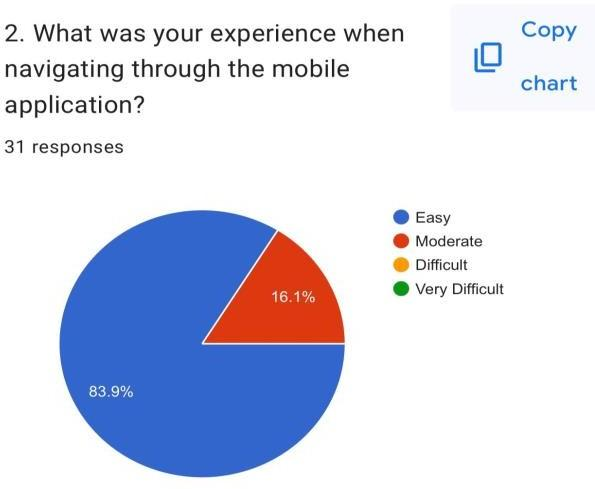 2. What was your experience when
navigating through the mobile
application?
Copy
chart
31 responses
Easy
Moderate
Difficult
Very Difficult
16.1%
83.9%